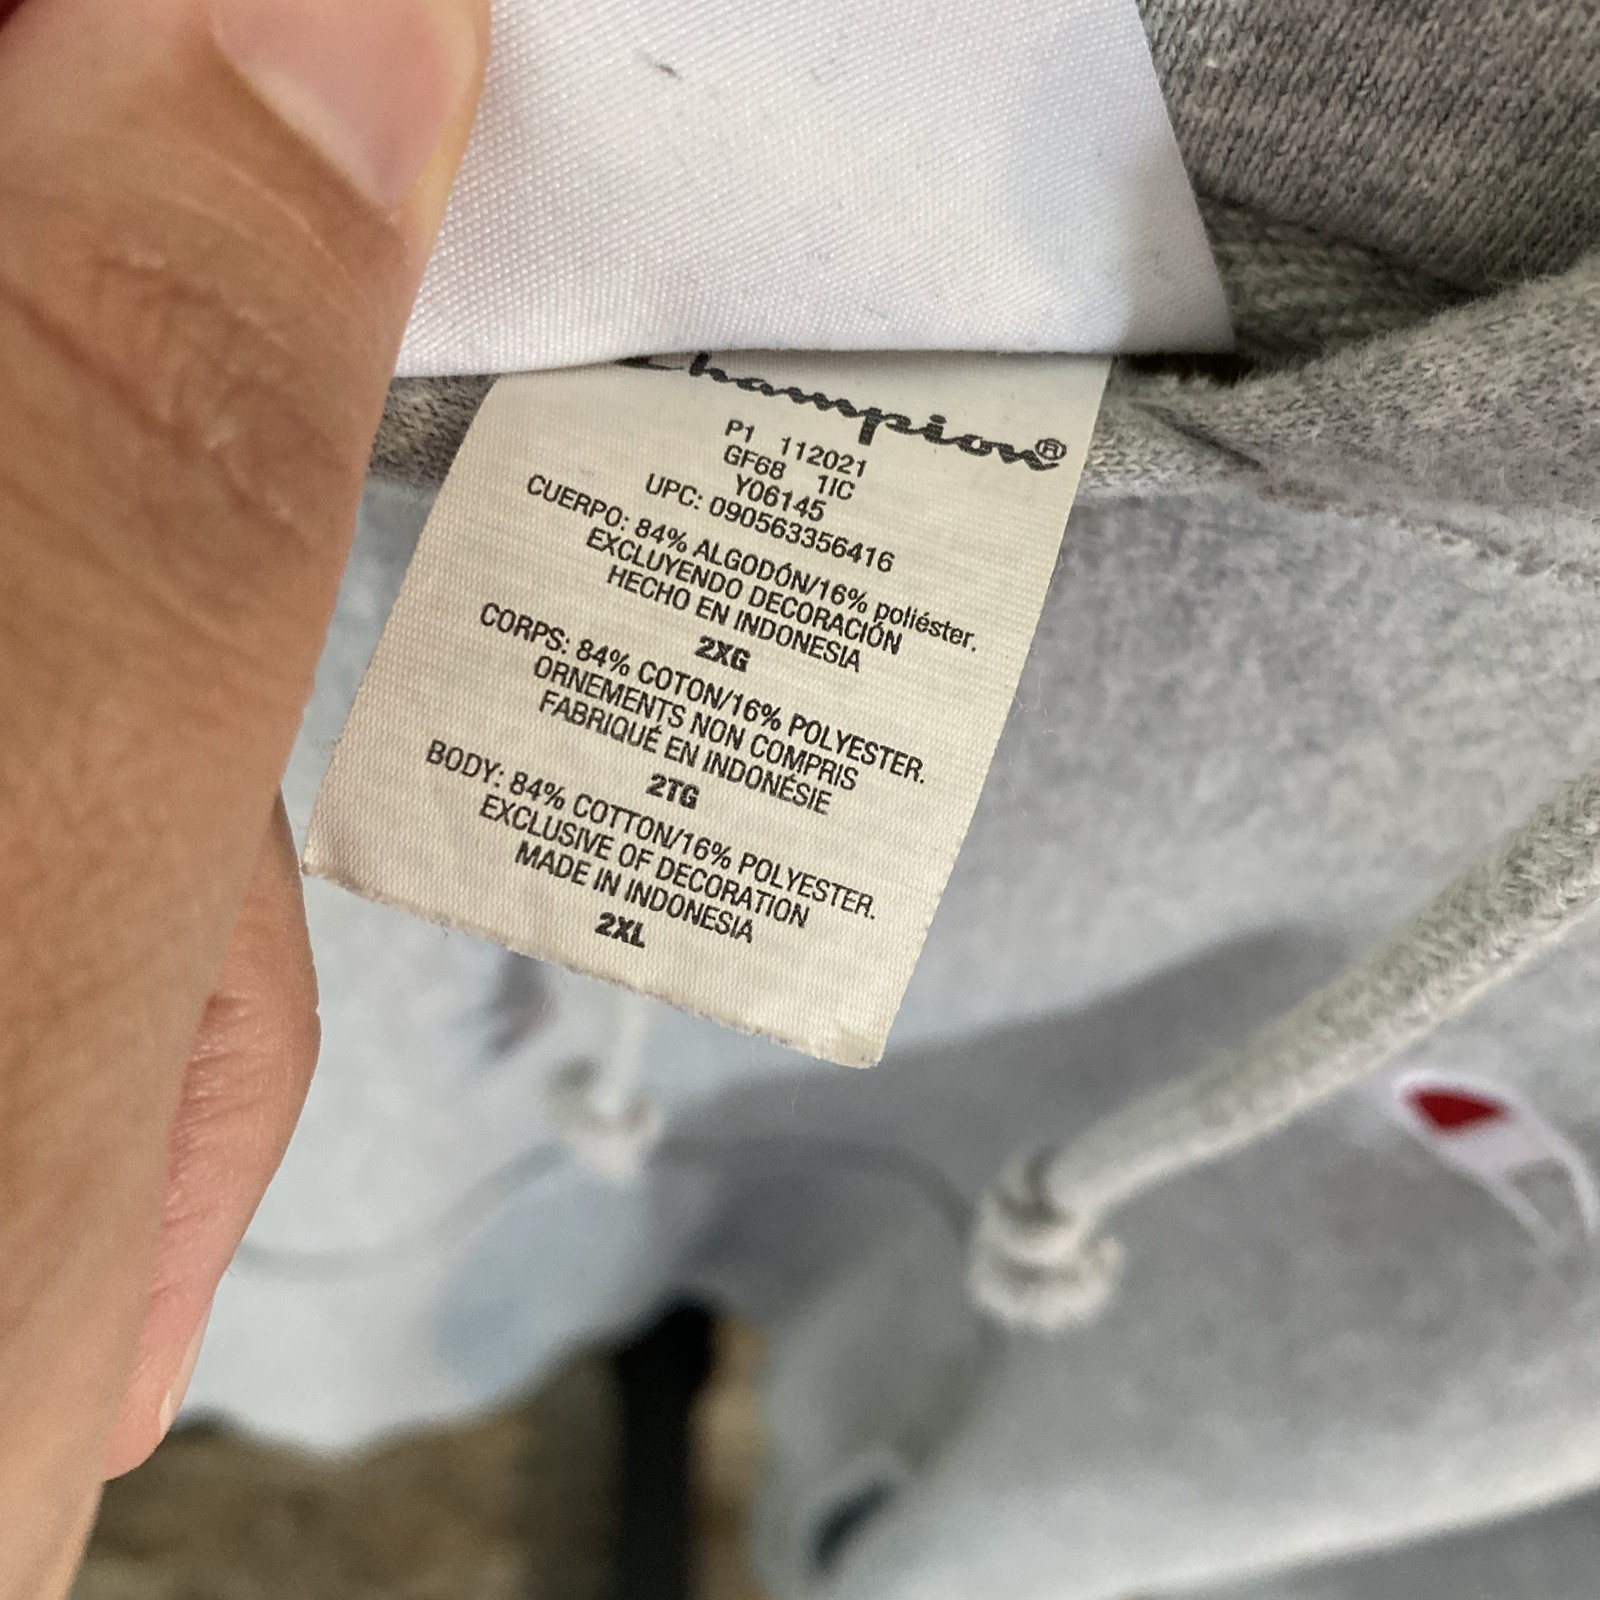 Champion®
P1 112021
GF68 1IC
Y06145
UPC: 090563356416
CUERPO: 84% ALGODÓN/16% poliéster.
EXCLUYENDO DECORACIÓN
HECHO EN INDONESIA
2XG
CORPS: 84% COTON/16% POLYESTER.
ORNEMENTS NON COMPRIS
FABRIQUÉ EN INDONÉSIE
2TG
BODY: 84% COTTON/16% POLYESTER.
EXCLUSIVE OF DECORATION
MADE IN INDONESIA
2XL